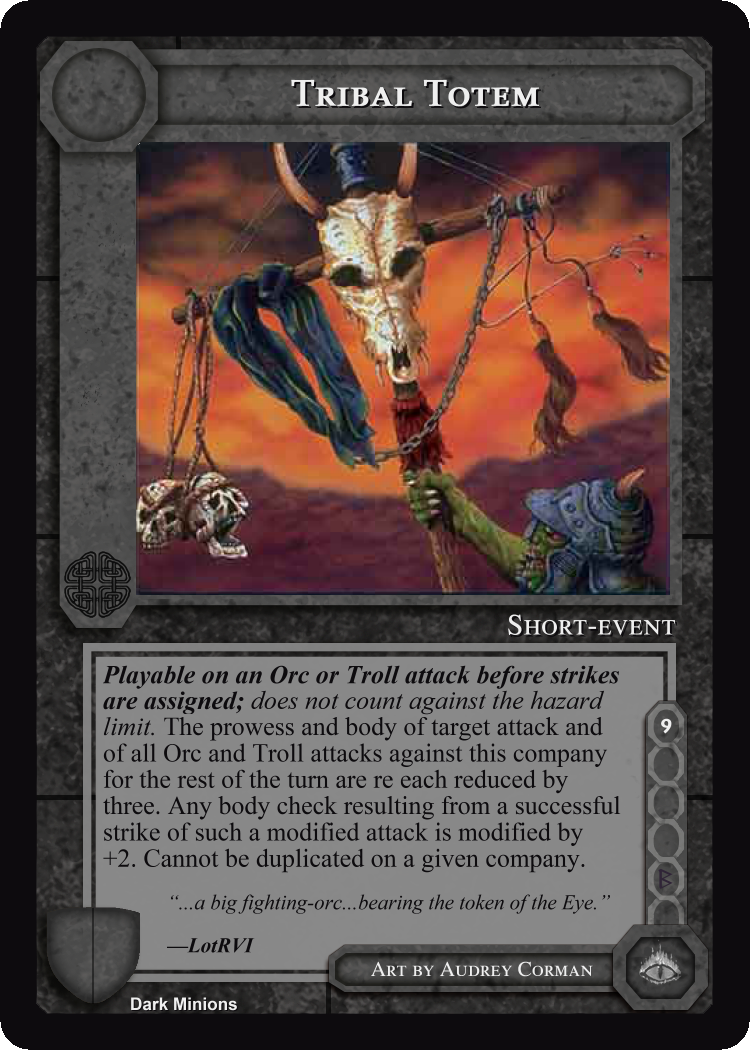 Tribal Totem
Short-event
Playable on an Orc or Troll attack before strikes
are assigned; does not count against the hazard
limit. The prowess and body of target attack and
of all Orc and Troll attacks against this company
for the rest of the turn are re each reduced by
three. Any body check resulting from a successful
strike of such a modified attack is modified by
+2. Cannot be duplicated on a given company.
9
B
“...a big fighting-orc...bearing the token of the Eye.”
—LotRVI
Art by Audrey Corman
Dark Minions